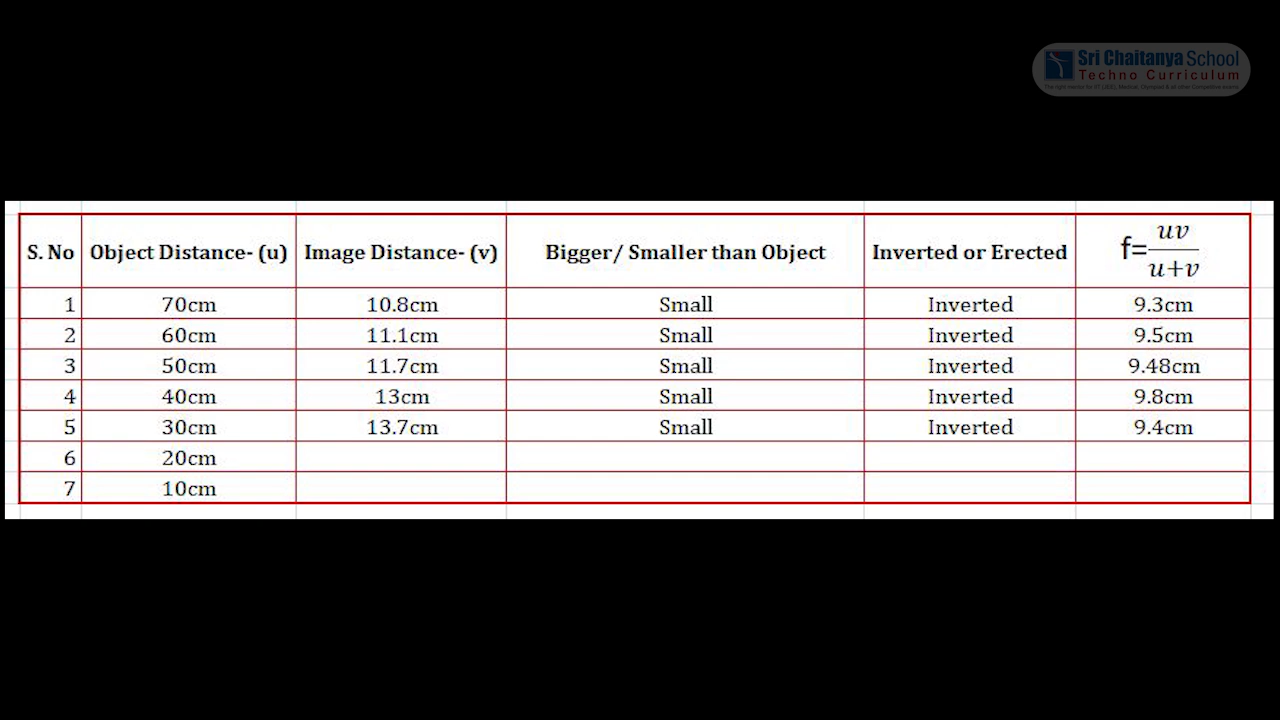 Sri Chaitanya School
Techno Curriculum
S. No Object Distance- (u) Image Distance- (v) Bigger/ Smaller than Object Inverted or Erected f=uv/u+v
1 70cm 10.8cm Small Inverted 9.3cm
2 60cm 11.1cm Small Inverted 9.5cm
3 50cm 11.7cm Small Inverted 9.48cm
4 40cm 13cm Small Inverted 9.8cm
5 30cm 13.7cm Small Inverted 9.4cm
6 20cm
7 10cm